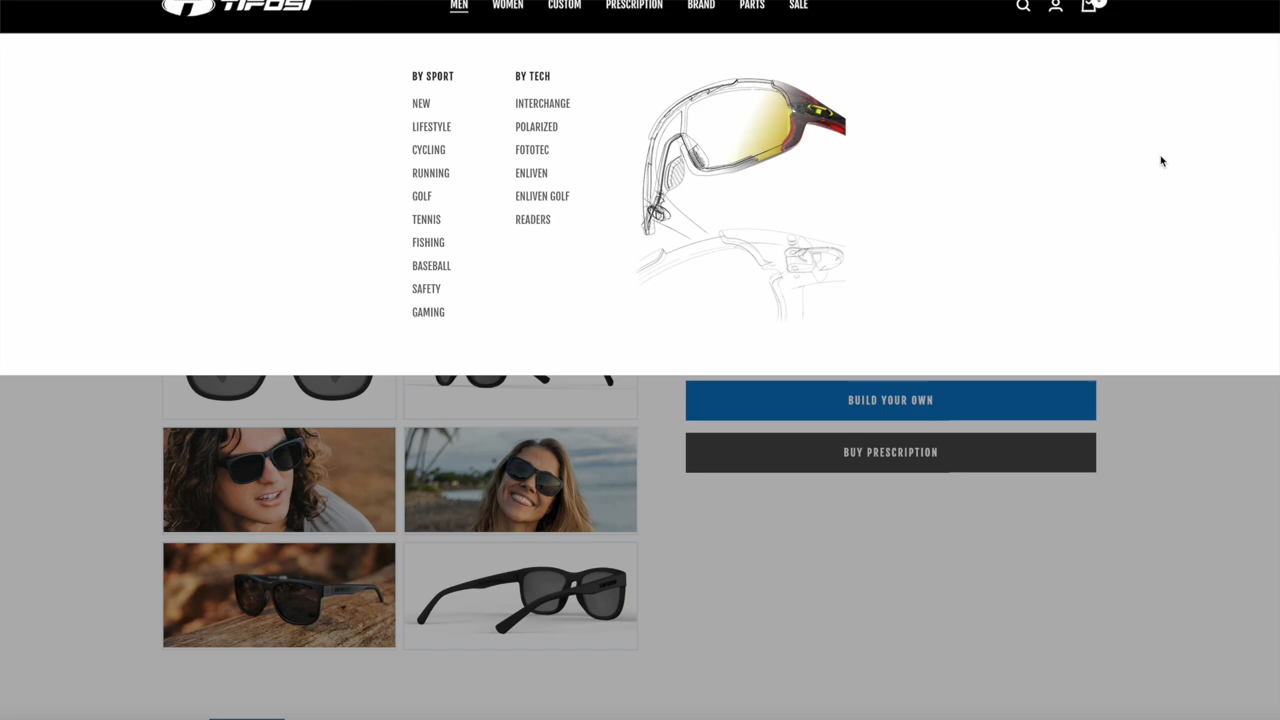 TIFOSI
MEN WOMEN CUSTOM PRESCRIPTION BRAND PARTS SALE
BY SPORT
NEW
LIFESTYLE
CYCLING
RUNNING
GOLF
TENNIS
FISHING
BASEBALL
SAFETY
GAMING
BY TECH
INTERCHANGE
POLARIZED
FOTOTEC
ENLIVEN
ENLIVEN GOLF
READERS
BUILD YOUR OWN
BUY PRESCRIPTION